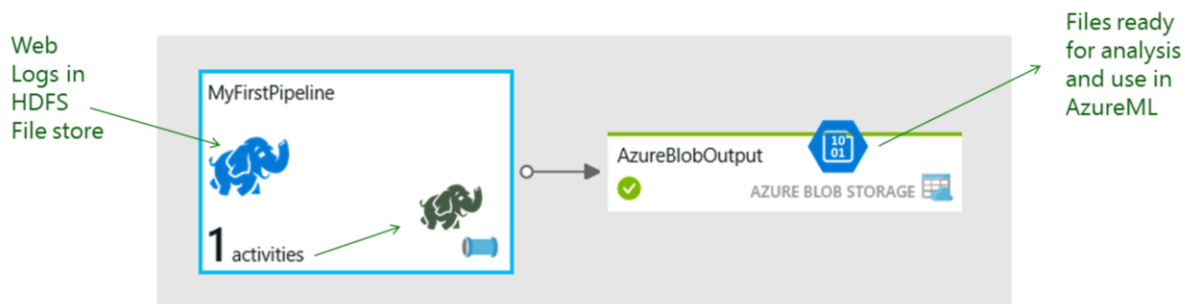 Web
Logs in
HDFS
File store
MyFirstPipeline
1 activities
AzureBlobOutput
10
01
AZURE BLOB STORAGE
Files ready
for analysis
and use in
AzureML